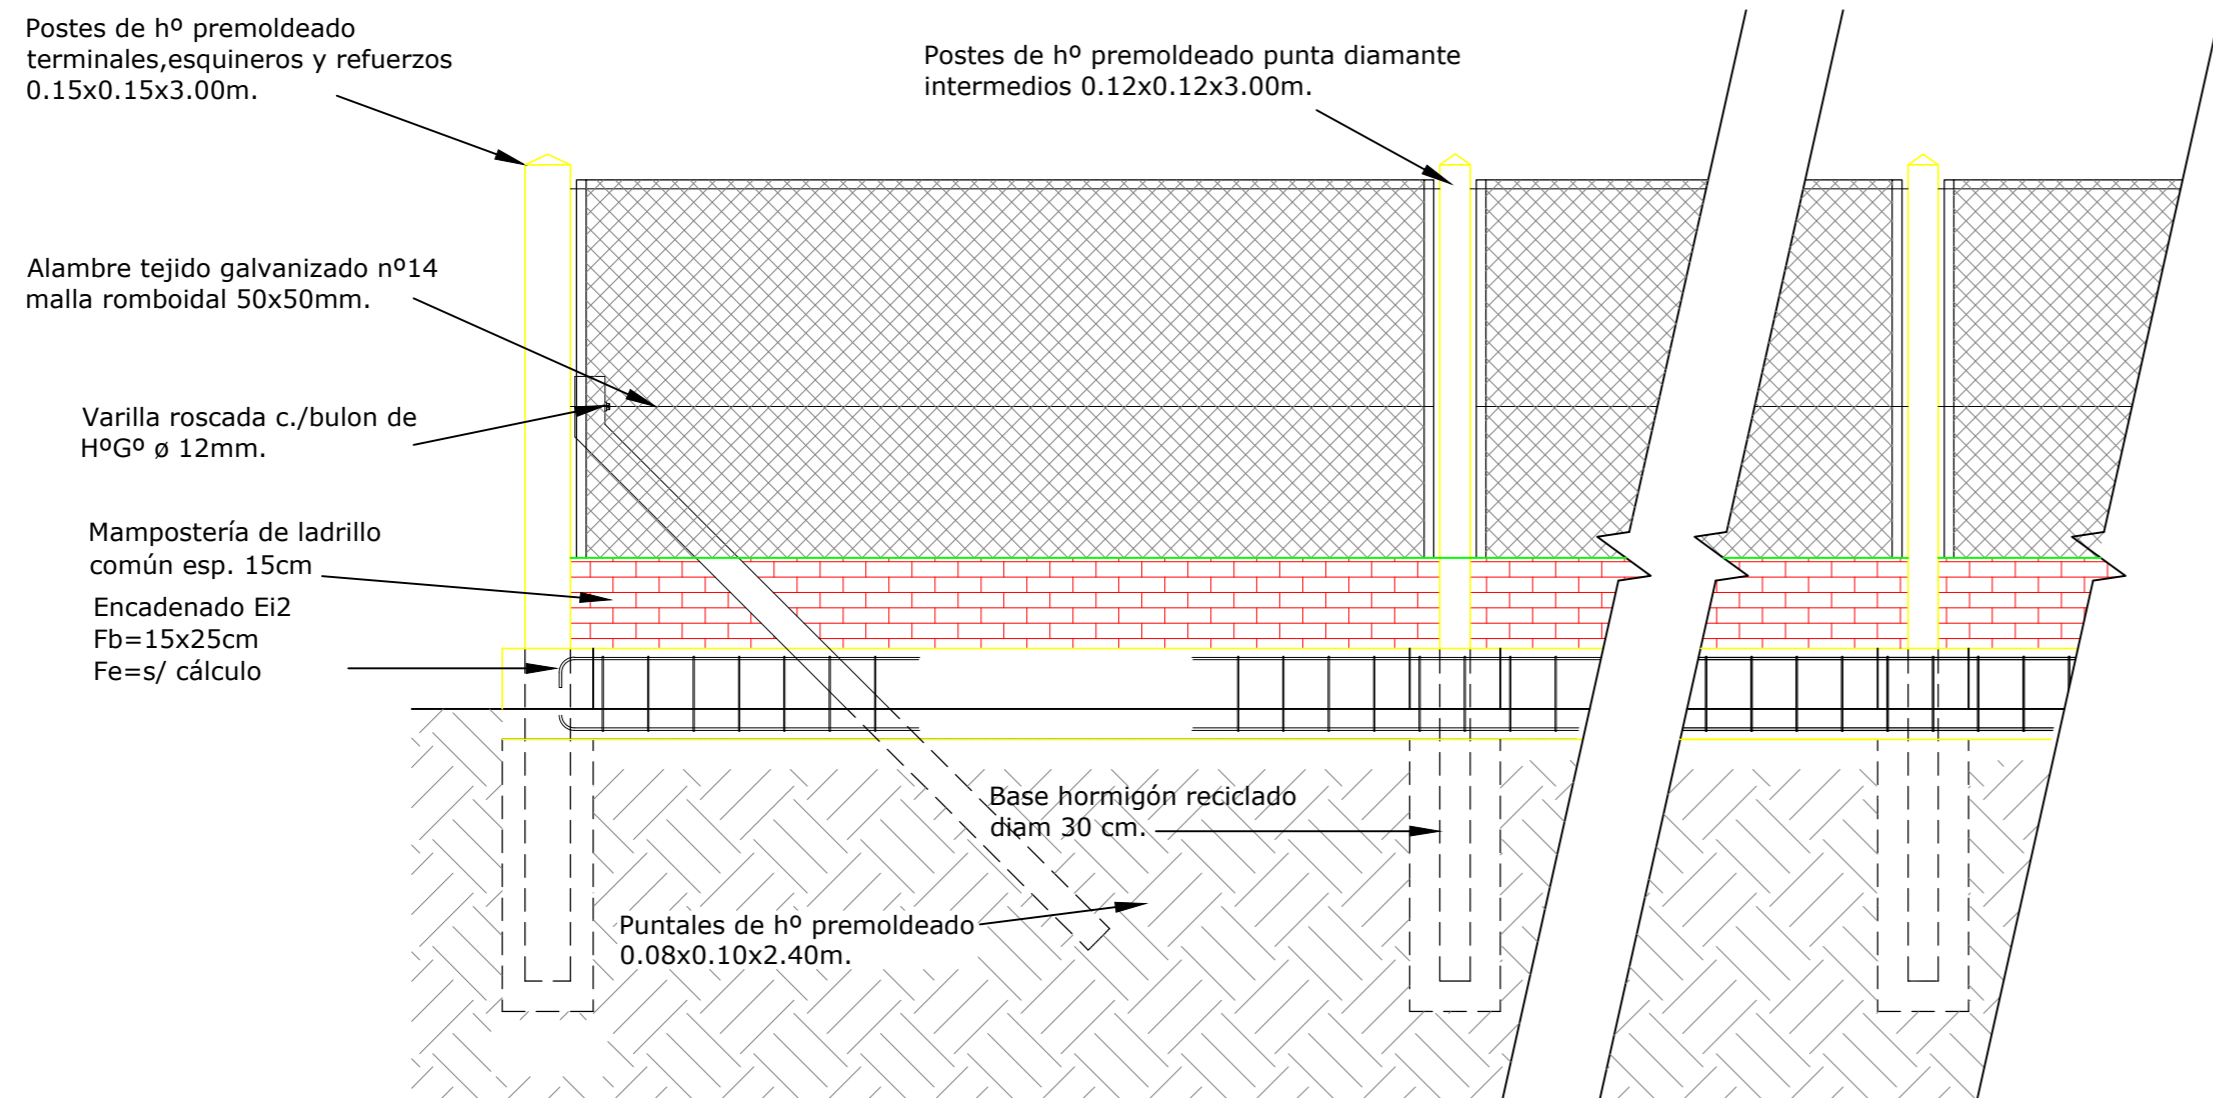 Postes de hº premoldeado
terminales,esquineros y refuerzos
0.15x0.15x3.00m.
Postes de hº premoldeado punta diamante
intermedios 0.12x0.12x3.00m.
Alambre tejido galvanizado nº14
malla romboidal 50x50mm.
Varilla roscada c./bulon de
HºGº ø 12mm.
Mampostería de ladrillo
común esp. 15cm
Encadenado Ei2
Fb=15x25cm
Fe=s/ cálculo
Base hormigón reciclado
diam 30 cm.
Puntales de hº premoldeado
0.08x0.10x2.40m.